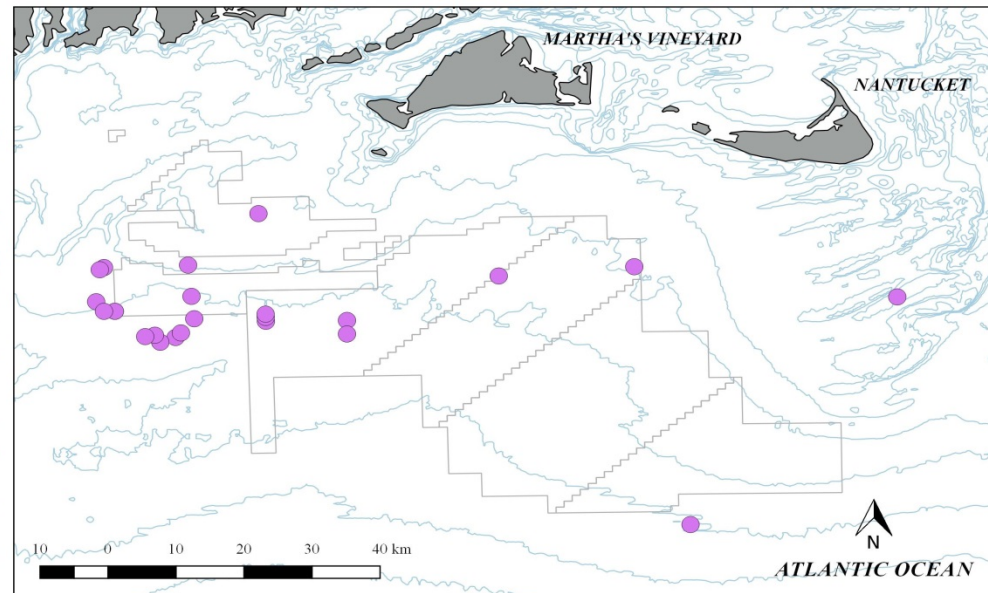 MARTHA'S VINEYARD
NANTUCKET
10 0 10 20 30 40 km
N
ATLANTIC OCEAN